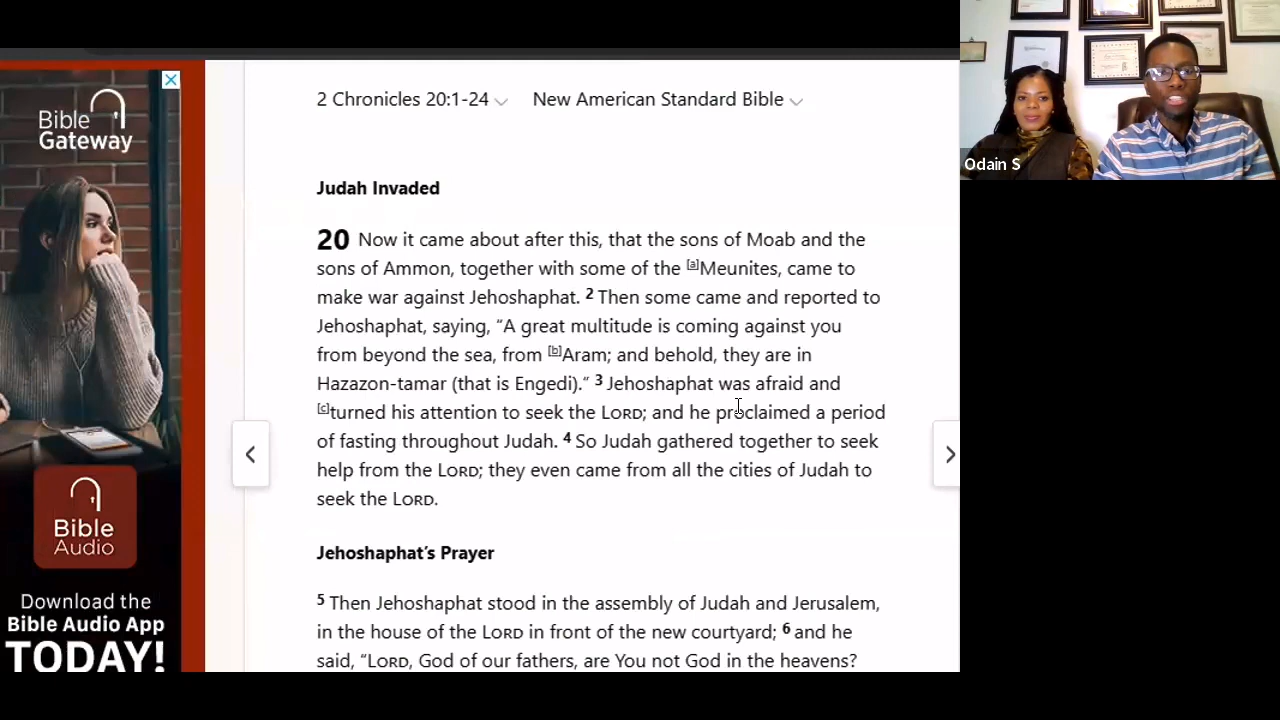 2 Chronicles 20:1-24 New American Standard Bible
Bible
Gateway
Judah Invaded
20 Now it came about after this, that the sons of Moab and the
sons of Ammon, together with some of the [a]Meunites, came to
make war against Jehoshaphat. 2 Then some came and reported to
Jehoshaphat, saying, “A great multitude is coming against you
from beyond the sea, from [b]Aram; and behold, they are in
Hazazon-tamar (that is Engedi).” 3 Jehoshaphat was afraid and
[c]turned his attention to seek the LORD; and he proclaimed a period
of fasting throughout Judah. 4 So Judah gathered together to seek
help from the LORD; they even came from all the cities of Judah to
seek the LORD.
Jehoshaphat’s Prayer
5 Then Jehoshaphat stood in the assembly of Judah and Jerusalem,
in the house of the LORD in front of the new courtyard; 6 and he
said, “LORD, God of our fathers, are You not God in the heavens?
Bible
Audio
Download the
Bible Audio App
TODAY!
Odain S